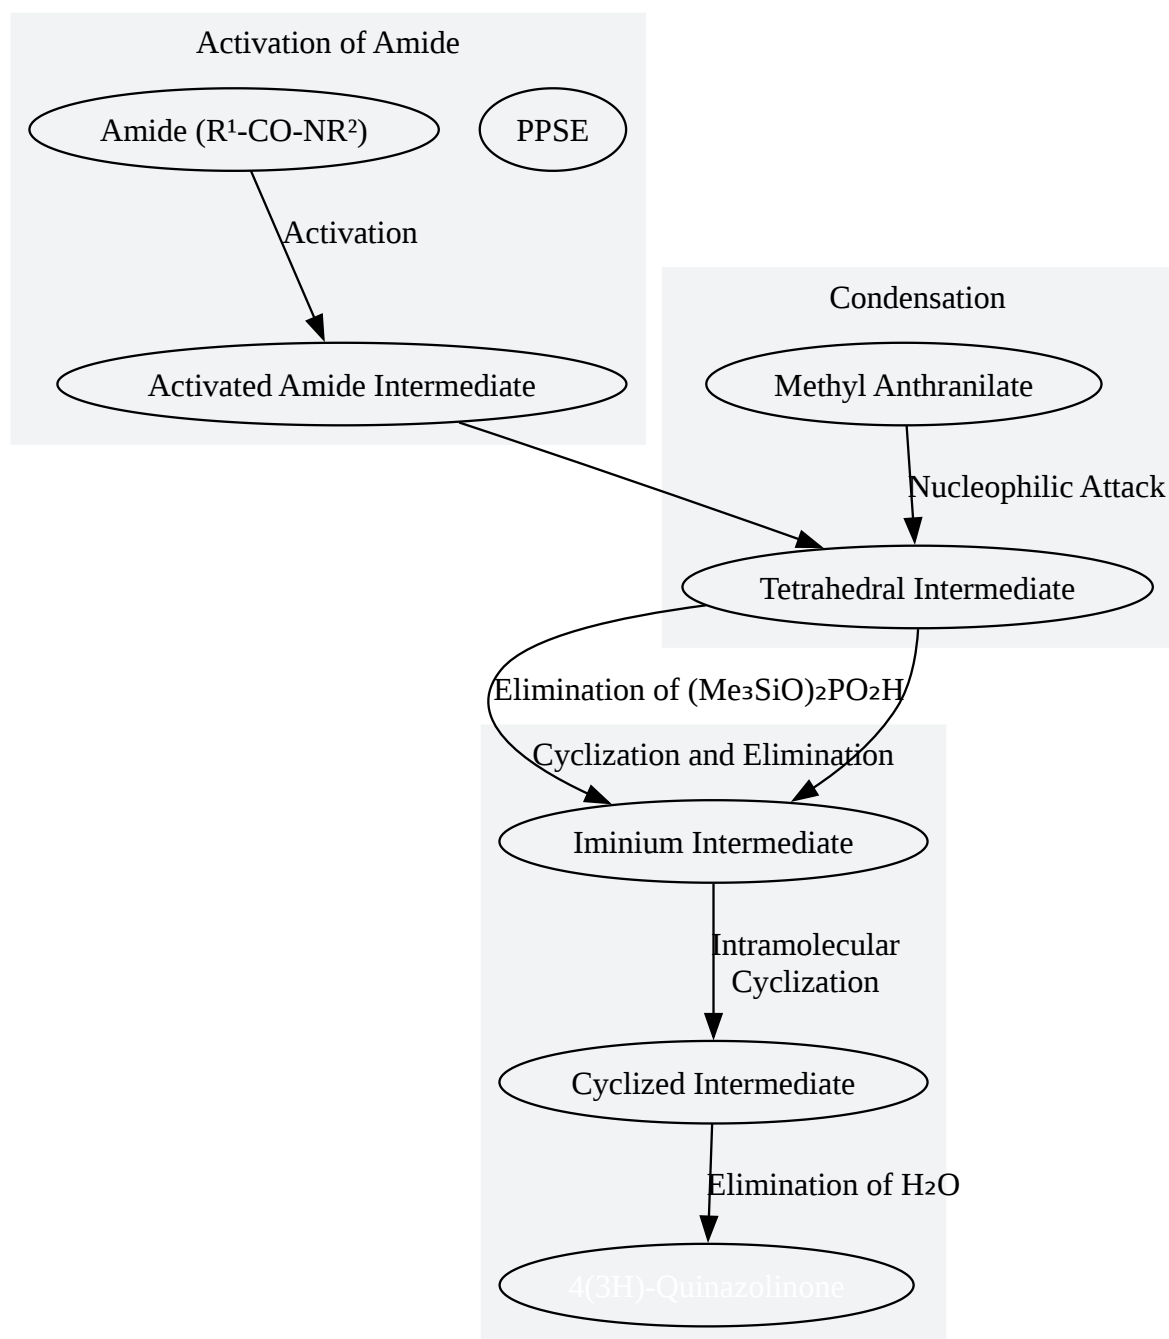 Activation of Amide
Amide (R¹-CO-NR²)
PPSE
Activation
Condensation
Activated Amide Intermediate
Methyl Anthranilate
Nucleophilic Attack
Tetrahedral Intermediate
Elimination of (Me₃SiO)₂PO₂H
Cyclization and Elimination
Iminium Intermediate
Intramolecular
Cyclization
Cyclized Intermediate
Elimination of H₂O
4(3H)-Quinazolinone